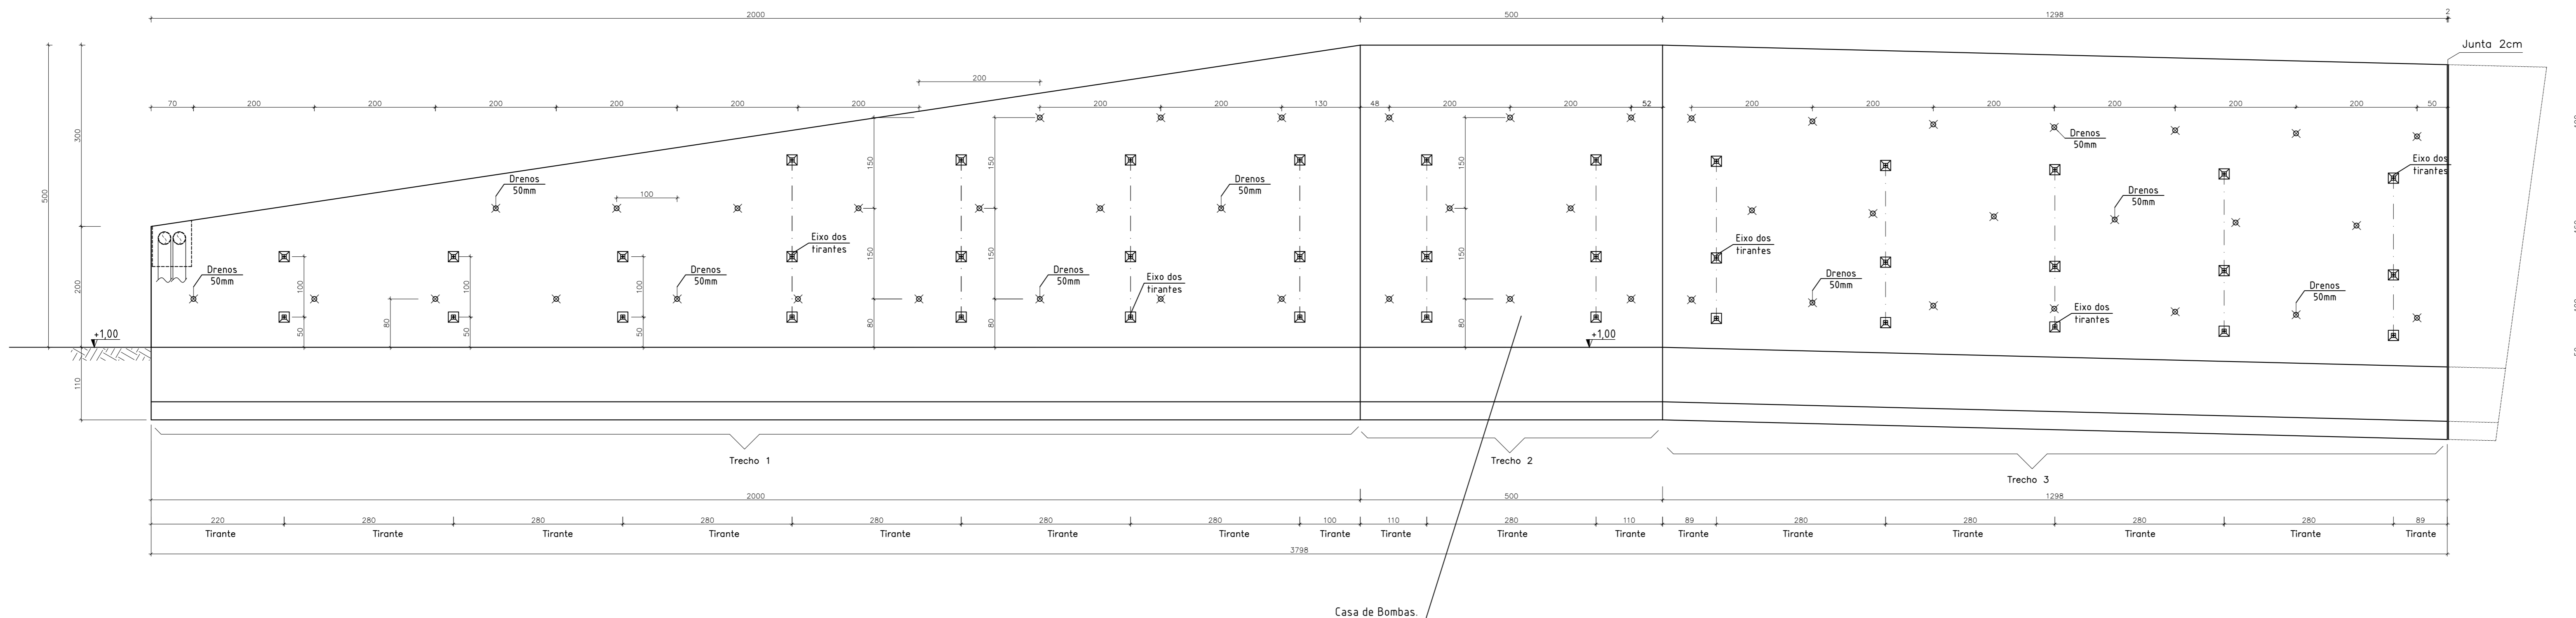 2000 500 1298 2
Junta 2cm
200
70 200 200 200 200 200 200 200 200 130 48 200 200 52 200 200 200 200 200 200 50
500
300
200
110
150
150
80
150
150
80
150
150
80
100
50
80
100
50
100
50
100
Drenos
50mm
Drenos
50mm
Drenos
50mm
Drenos
50mm
Drenos
50mm
Drenos
50mm
Drenos
50mm
Drenos
50mm
Drenos
50mm
Eixo dos
tirantes
Eixo dos
tirantes
Eixo dos
tirantes
Eixo dos
tirantes
Eixo dos
tirantes
+1,00
+1,00
Trecho 1
Trecho 2
Trecho 3
2000 500 1298
220 280 280 280 280 280 280 100 110 280 110 89 280 280 280 280 89
Tirante Tirante Tirante Tirante Tirante Tirante Tirante Tirante Tirante Tirante Tirante Tirante Tirante Tirante Tirante Tirante Tirante
3798
Casa de Bombas.